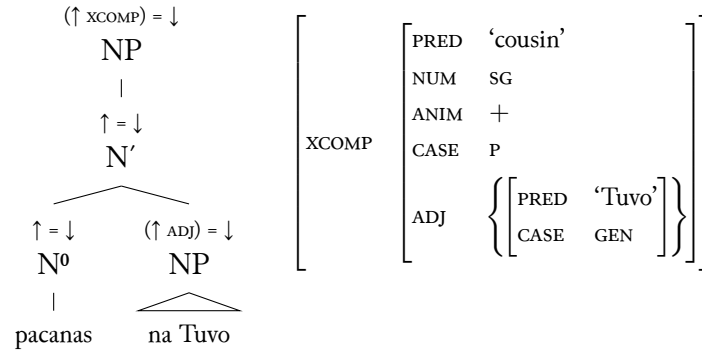 (↑ XCOMP) = ↓
NP
↑ = ↓
N′
↑ = ↓ (↑ ADJ) = ↓
N⁰ NP
pacanas na Tuvo
XCOMP
PRED ‘cousin’
NUM SG
ANIM +
CASE P
ADJ
PRED ‘Tuvo’
CASE GEN